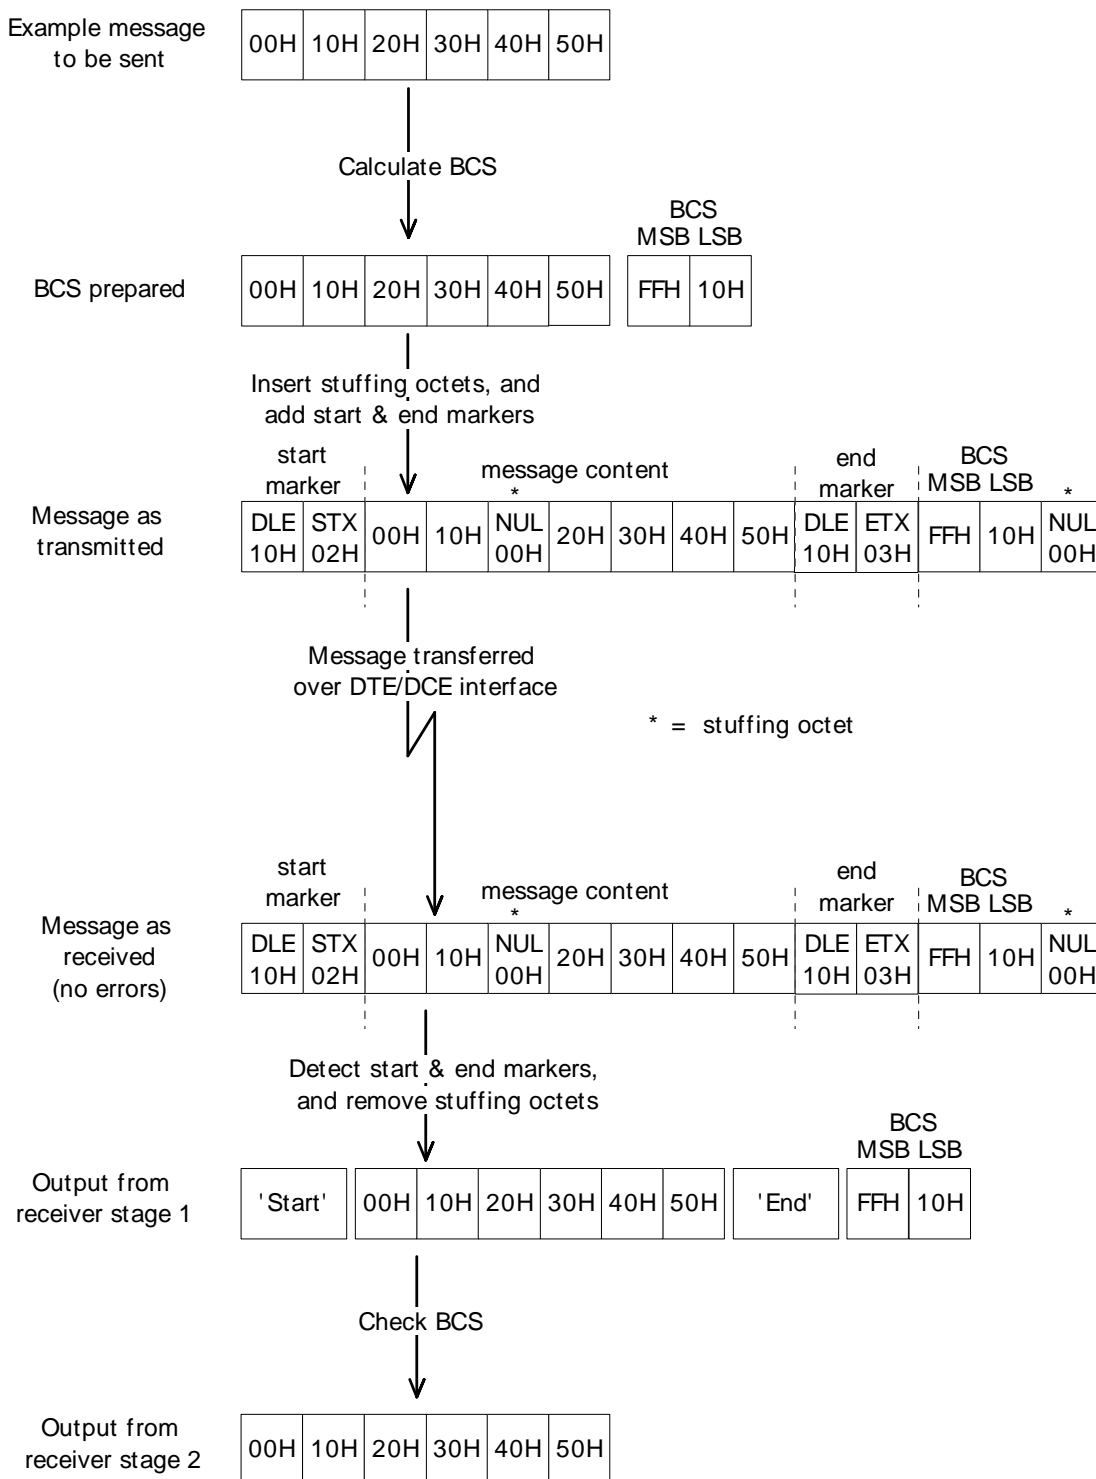 Example message
to be sent
00H 10H 20H 30H 40H 50H
Calculate BCS
BCS
MSB LSB
BCS prepared
00H 10H 20H 30H 40H 50H FFH 10H
Insert stuffing octets, and
add start & end markers
start
marker
message content
end
marker
BCS
MSB LSB
* *
Message as
transmitted
DLE STX 00H 10H NUL 20H 30H 40H 50H DLE ETX FFH 10H NUL
10H 02H 00H 10H 03H 00H
Message transferred
over DTE/DCE interface
* = stuffing octet
start
marker
message content
end
marker
BCS
MSB LSB
* *
Message as
received
(no errors)
DLE STX 00H 10H NUL 20H 30H 40H 50H DLE ETX FFH 10H NUL
10H 02H 00H 10H 03H 00H
Detect start & end markers,
and remove stuffing octets
BCS
MSB LSB
Output from
receiver stage 1
'Start' 00H 10H 20H 30H 40H 50H 'End' FFH 10H
Check BCS
Output from
receiver stage 2
00H 10H 20H 30H 40H 50H